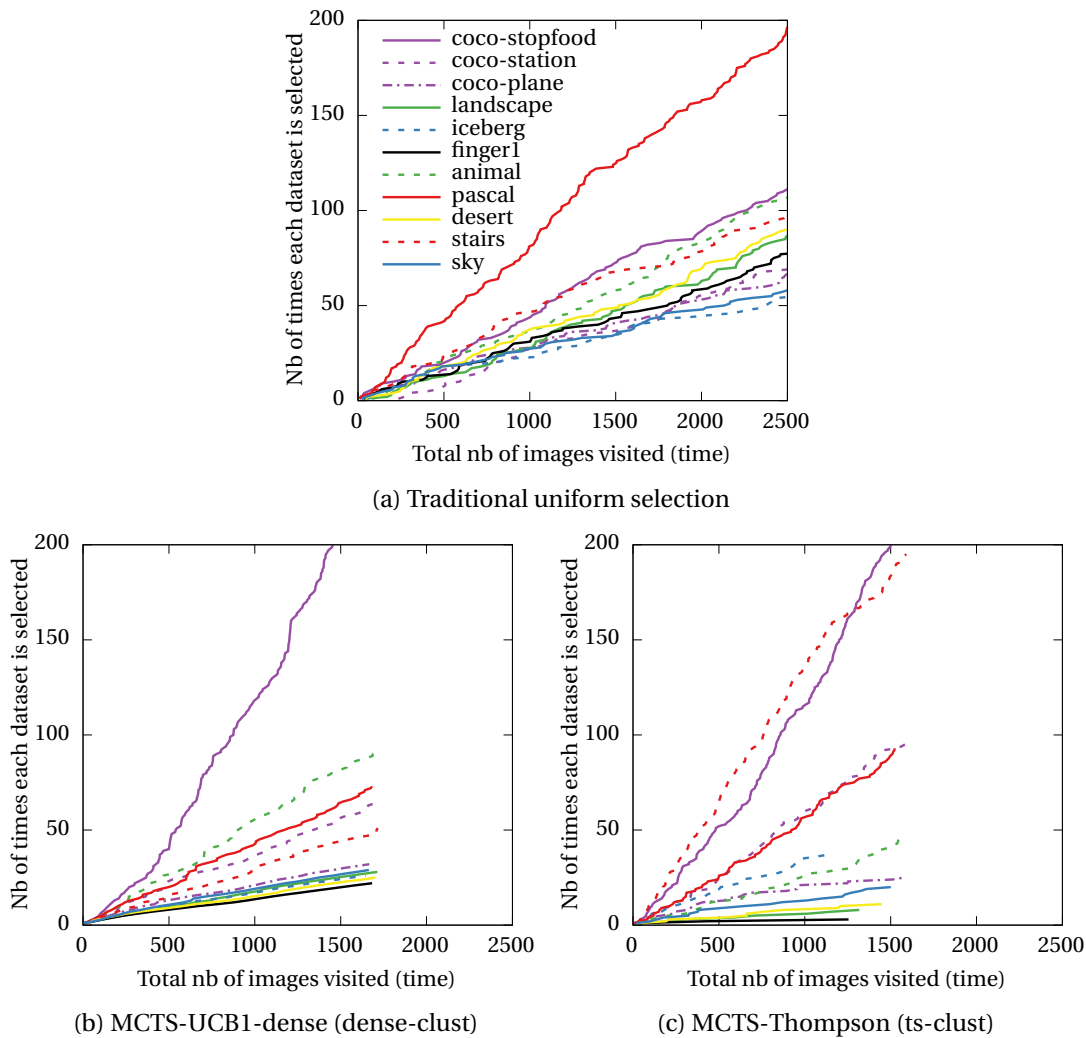 Nb of times each dataset is selected
200
150
100
50
0
coco-stopfood
coco-station
coco-plane
landscape
iceberg
finger1
animal
pascal
desert
stairs
sky
0 500 1000 1500 2000 2500
Total nb of images visited (time)
(a) Traditional uniform selection
Nb of times each dataset is selected
200
150
100
50
0
0 500 1000 1500 2000 2500
Total nb of images visited (time)
(b) MCTS-UCB1-dense (dense-clust)
Nb of times each dataset is selected
200
150
100
50
0
0 500 1000 1500 2000 2500
Total nb of images visited (time)
(c) MCTS-Thompson (ts-clust)